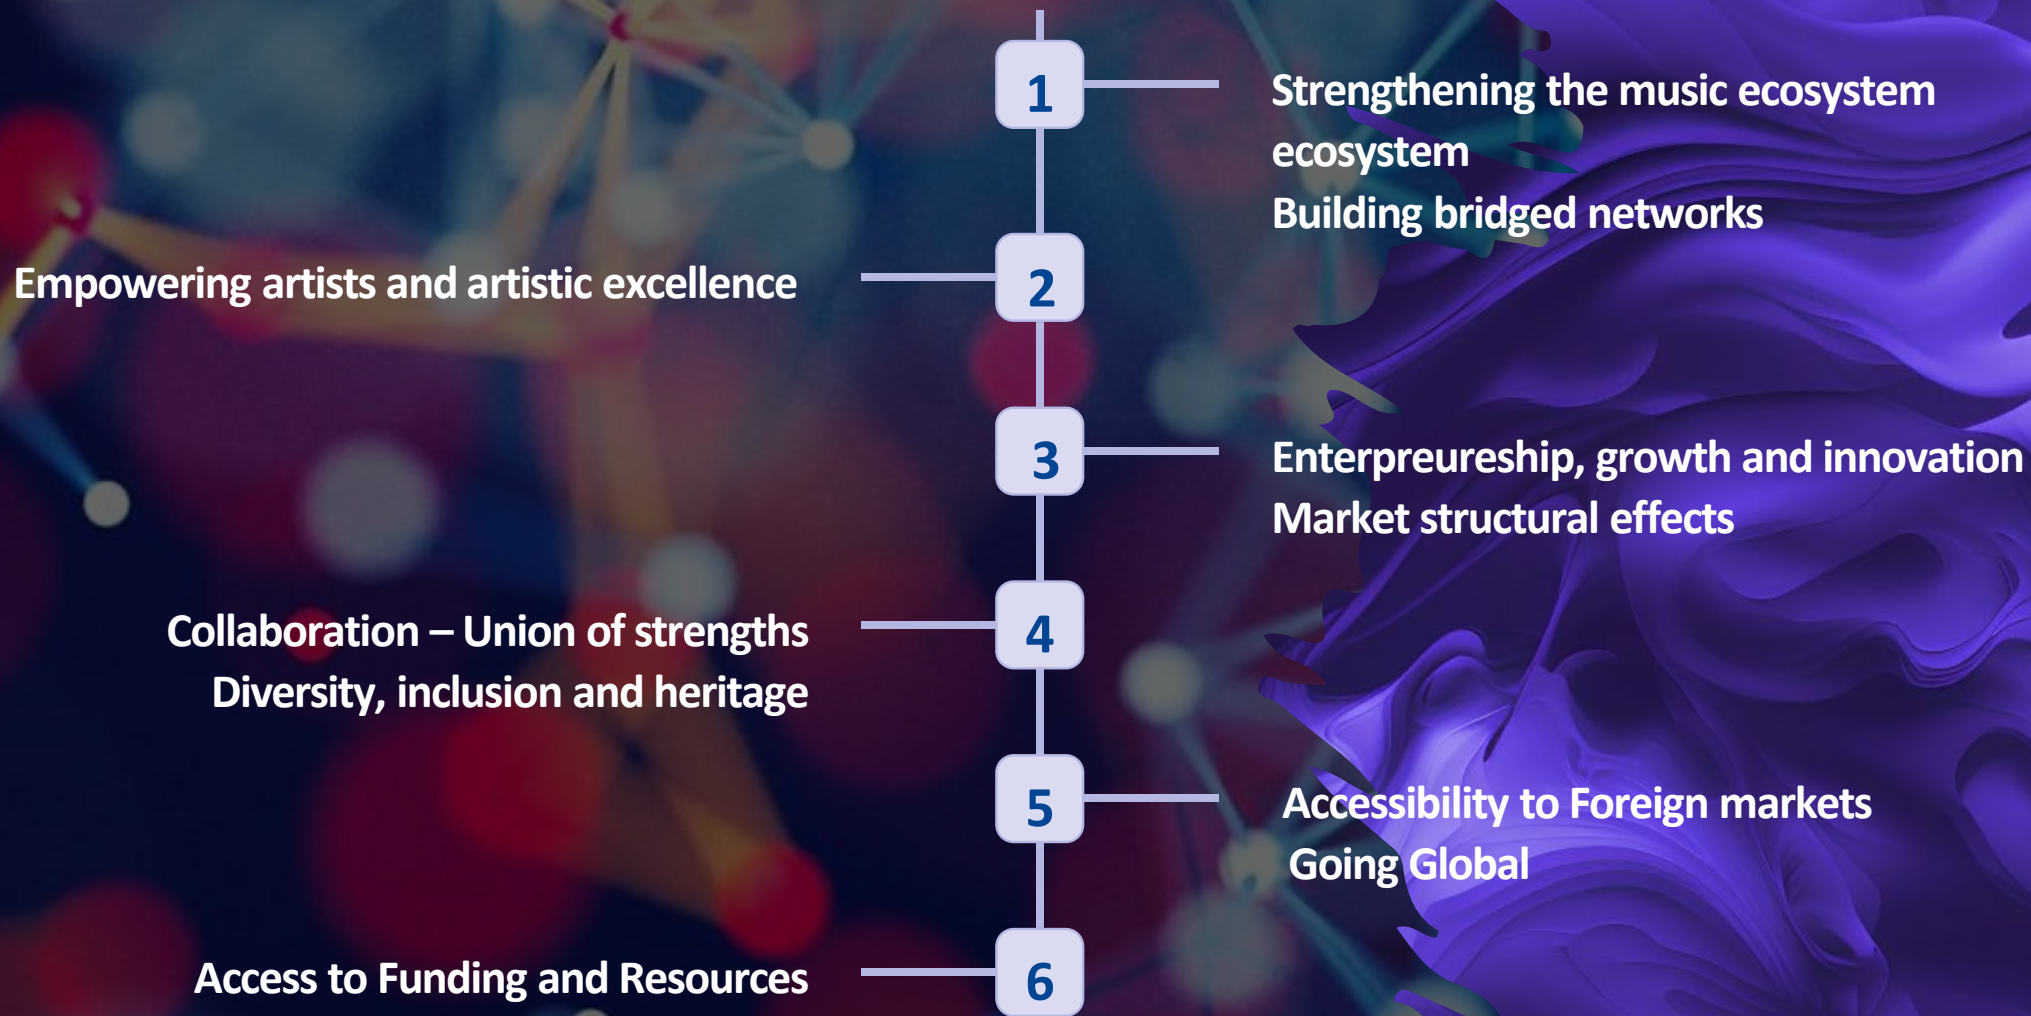 1
Strengthening the music ecosystem
ecosystem
Building bridged networks
2
Empowering artists and artistic excellence
3
Enterpreureship, growth and innovation
Market structural effects
4
Collaboration – Union of strengths
Diversity, inclusion and heritage
5
Accessibility to Foreign markets
Going Global
6
Access to Funding and Resources